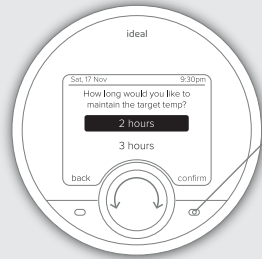 ideal
Sat, 17 Nov 9:30pm
How long would you like to
maintain the target temp?
2 hours
3 hours
back confirm